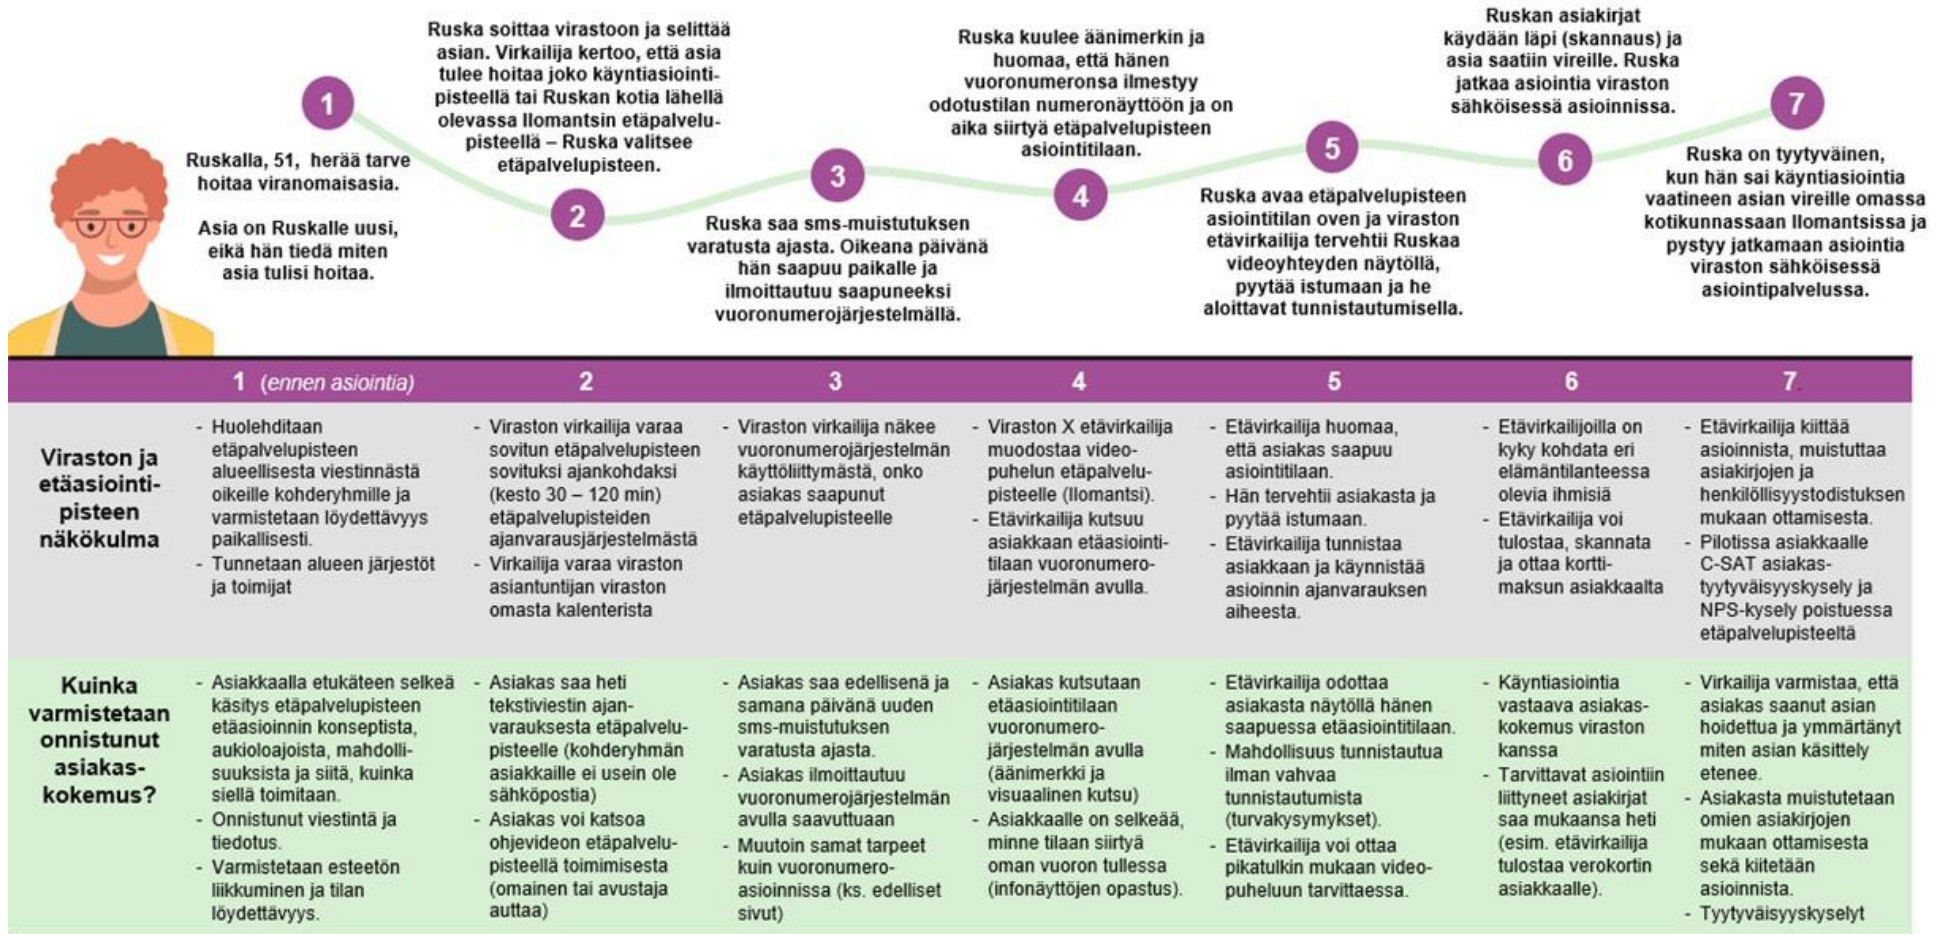 1
Ruskalla, 51,  herää tarve
hoitaa viranomaisasia.
Asia on Ruskalle uusi,
eikä hän tiedä miten
asia tulisi hoitaa.
Ruska soittaa virastoon ja selittää
asian. Virkailija kertoo, että asia
tulee hoitaa joko käyntiasiointi-
pisteellä tai Ruskan kotia lähellä
olevassa Ilomantsin etäpalvelu-
pisteellä – Ruska valitsee
etäpalvelupisteen.
2
3
Ruska saa sms-muistutuksen
varatusta ajasta. Oikeana päivänä
hän saapuu paikalle ja
ilmoittautuu saapuneeksi
vuoronumerojärjestelmällä.
Ruska kuulee äänimerkin ja
huomaa, että hänen
vuoronumeronsa ilmestyy
odotustilan numeronäyttöön ja on
aika siirtyä etäpalvelupisteen
asiointitilaan.
4
5
Ruska avaa etäpalvelupisteen
asiointitilan oven ja viraston
etävirkailija tervehtii Ruskaa
videoyhteyden näytöllä,
pyytää istumaan ja he
aloittavat tunnistautumisella.
Ruskan asiakirjat
käydään läpi (skannaus) ja
asia saatiin vireille. Ruska
jatkaa asiointia viraston
sähköisessä asioinnissa.
6
7
Ruska on tyytyväinen,
kun hän sai käyntiasiointia
vaatineen asian vireille omassa
kotikunnassaan Ilomantsissa ja
pystyy jatkamaan asiointia
viraston sähköisessä
asiointipalvelussa.
1 (ennen asiointia)
2
3
4
5
6
7.
Viraston ja
etäasiointi-
pisteen
näkökulma
- Huolehditaan
etäpalvelupisteen
alueellisesta viestinnästä
oikeille kohderyhmille ja
varmistetaan löydettävyys
paikallisesti.
- Tunnetaan alueen järjestöt
ja toimijat
- Viraston virkailija varaa
sovitun etäpalvelupisteen
sovituksi ajankohdaksi
(kesto 30 – 120 min)
etäpalvelupisteiden
ajanvarausjärjestelmästä
- Virkailija varaa viraston
asiantuntijan viraston
omasta kalenterista
- Viraston virkailija näkee
vuoronumerojärjestelmän
käyttöliittymästä, onko
asiakas saapunut
etäpalvelupisteelle
- Viraston X etävirkailija
muodostaa video-
puhelun etäpalvelu-
pisteelle (Ilomantsi).
- Etävirkailija kutsuu
asiakkaan etäasiointi-
tilaan vuoronumero-
järjestelmän avulla.
- Etävirkailija huomaa,
että asiakas saapuu
asiointitilaan.
- Hän tervehtii asiakasta ja
pyytää istumaan.
- Etävirkailija tunnistaa
asiakkaan ja käynnistää
asioinnin ajanvarauksen
aiheesta.
- Etävirkailijoilla on
kyky kohdata eri
elämäntilanteessa
olevia ihmisiä
- Etävirkailija voi
tulostaa, skannata
ja ottaa kortti-
maksun asiakkaalta
- Etävirkailija kiittää
asioinnista, muistuttaa
asiakirjojen ja
henkilöllisyystodistuksen
mukaan ottamisesta.
- Pilotissa asiakkaalle
C-SAT asiakas-
tyytyväisyyskysely ja
NPS-kysely poistuessa
etäpalvelupisteeltä
Kuinka
varmistetaan
onnistunut
asiakas-
kokemus?
- Asiakkaalla etukäteen selkeä
käsitys etäpalvelupisteen
etäasioinnin konseptista,
aukioloajoista, mahdolli-
suuksista ja siitä, kuinka
siellä toimitaan.
- Onnistunut viestintä ja
tiedotus.
- Varmistetaan esteetön
liikkuminen ja tilan
löydettävyys.
- Asiakas saa heti
tekstiviestin ajan-
varauksesta etäpalvelu-
pisteelle (kohderyhmän
asiakkaille ei usein ole
sähköpostia)
- Asiakas voi katsoa
ohjevideon etäpalvelu-
pisteellä toimimisesta
(omainen tai avustaja
auttaa)
- Asiakas saa edellisenä ja
samana päivänä uuden
sms-muistutuksen
varatusta ajasta.
- Asiakas ilmoittautuu
vuoronumerojärjestelmän
avulla saavuttuaan
- Muutoin samat tarpeet
kuin vuoronumero-
asioinnissa (ks. edelliset
sivut)
- Asiakas kutsutaan
etäasiointitilaan
vuoronumero-
järjestelmän avulla
(äänimerkki ja
visuaalinen kutsu)
- Asiakkaalle on selkeää,
minne tilaan siirtyä
oman vuoron tullessa
(infonäyttöjen opastus).
- Etävirkailija odottaa
asiakasta näytöllä hänen
saapuessa etäasiointitilaan.
- Mahdollisuus tunnistautua
ilman vahvaa
tunnistautumista
(turvakysymykset).
- Etävirkailija voi ottaa
pikatulkin mukaan video-
puheluun tarvittaessa.
- Käyntiasiointia
vastaava asiakas-
kokemus viraston
kanssa
- Tarvittavat asiointiin
liittyneet asiakirjat
saa mukaansa heti
(esim. etävirkailija
tulostaa verokortin
asiakkaalle).
- Virkailija varmistaa, että
asiakas saanut asian
hoidettua ja ymmärtänyt
miten asian käsittely
etenee.
- Asiakasta muistutetaan
omien asiakirjojen
mukaan ottamisesta
sekä kiitetään
asioinnista.
- Tyytyväisyyskyselyt